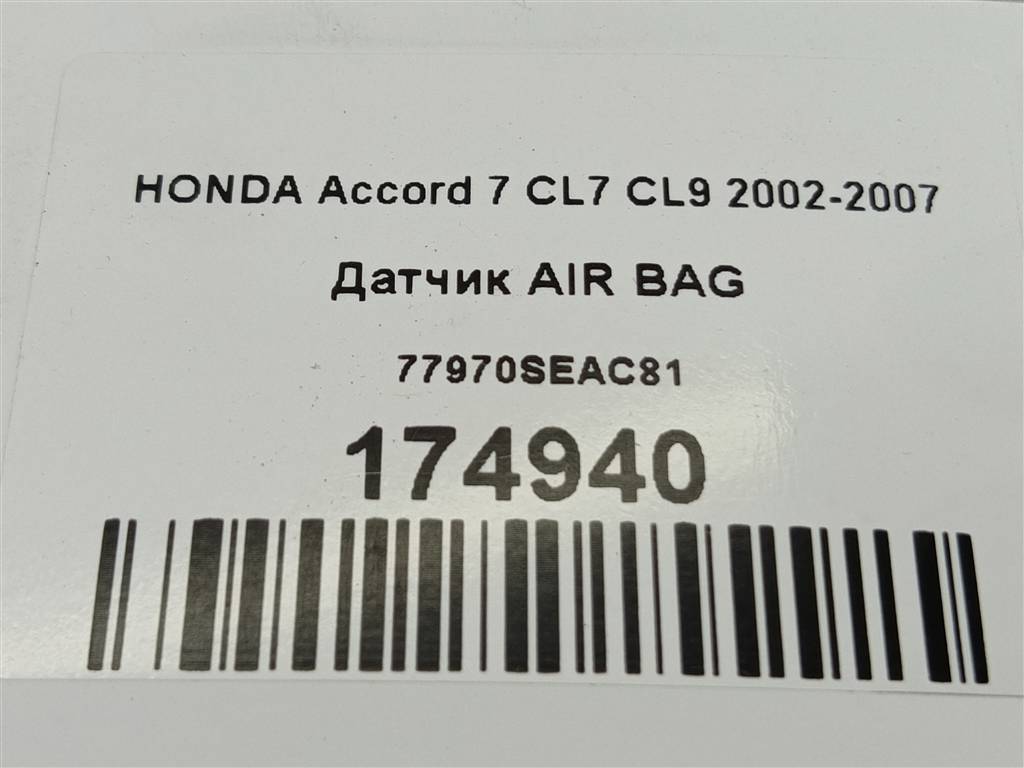 HONDA Accord 7 CL7 CL9 2002-2007
Датчик AIR BAG
77970SEAC81
174940